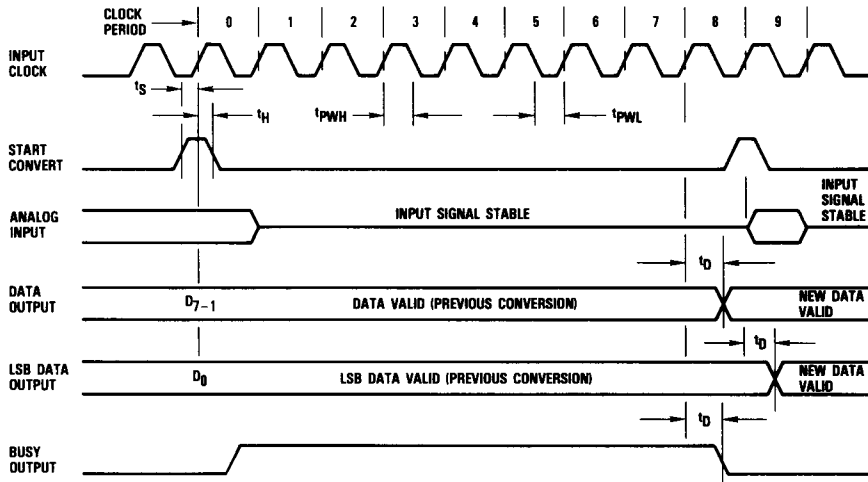 CLOCK
PERIOD 0 1 2 3 4 5 6 7 8 9
INPUT
CLOCK
tS
tH tPWH tPWL
START
CONVERT
INPUT
SIGNAL
STABLE
ANALOG
INPUT
INPUT SIGNAL STABLE
tD
DATA
OUTPUT
D7-1 DATA VALID (PREVIOUS CONVERSION) NEW DATA
VALID
tD
LSB DATA
OUTPUT
D0 LSB DATA VALID (PREVIOUS CONVERSION) NEW DATA
VALID
tD
BUSY
OUTPUT